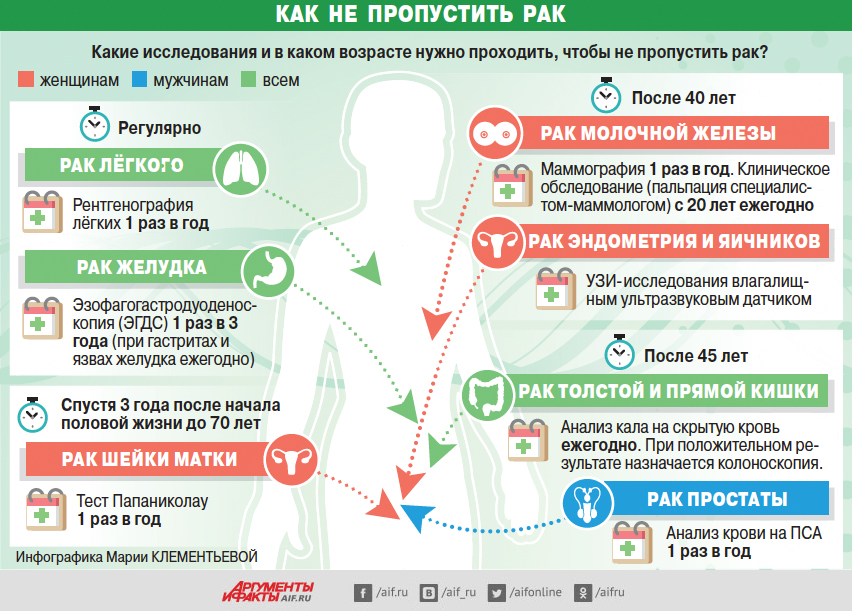 КАК НЕ ПРОПУСТИТЬ РАК
Какие исследования и в каком возрасте нужно проходить, чтобы не пропустить рак?
женщинам
мужчинам
всем
Регулярно
РАК ЛЁГКОГО
Рентгенография
лёгких 1 раз в год
РАК ЖЕЛУДКА
Эзофагогастродуоденос-
копия (ЭГДС) 1 раз в 3
года (при гастритах и
язвах желудка ежегодно)
Спустя 3 года после начала
половой жизни до 70 лет
РАК ШЕЙКИ МАТКИ
Тест Папаниколау
1 раз в год
После 40 лет
РАК МОЛОЧНОЙ ЖЕЛЕЗЫ
Маммография 1 раз в год. Клиническое
обследование (пальпация специалис-
том-маммологом) с 20 лет ежегодно
РАК ЭНДОМЕТРИЯ И ЯИЧНИКОВ
УЗИ-исследования влагалищ-
ным ультразвуковым датчиком
После 45 лет
РАК ТОЛСТОЙ И ПРЯМОЙ КИШКИ
Анализ кала на скрытую кровь
ежегодно. При положительном ре-
зультате назначается колоноскопия.
РАК ПРОСТАТЫ
Анализ крови на ПСА
1 раз в год
Инфографика Марии КЛЕМЕНТЬЕВОЙ
АРГУМЕНТЫ
И ФАКТЫ AIF.RU
/aif.ru
/aif_ru
/aifonline
/aifru